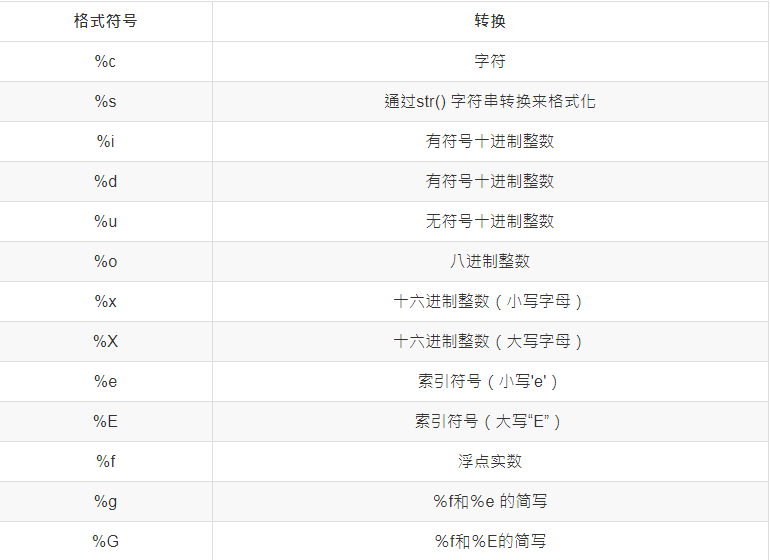 格式符号 转换
%c 字符
%s 通过str() 字符串转换来格式化
%i 有符号十进制整数
%d 有符号十进制整数
%u 无符号十进制整数
%o 八进制整数
%x 十六进制整数（小写字母）
%X 十六进制整数（大写字母）
%e 索引符号（小写'e'）
%E 索引符号（大写“E”）
%f 浮点实数
%g %f和%e 的简写
%G %f和%E的简写